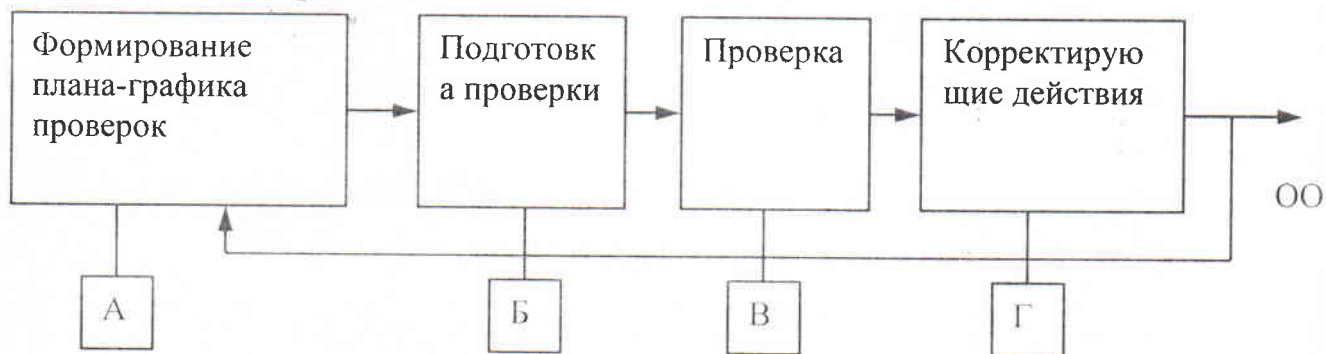 Формирование
плана-графика
проверок
Подготовк
а проверки
Проверка
Корректирую
щие действия
ОО
А
Б
В
Г